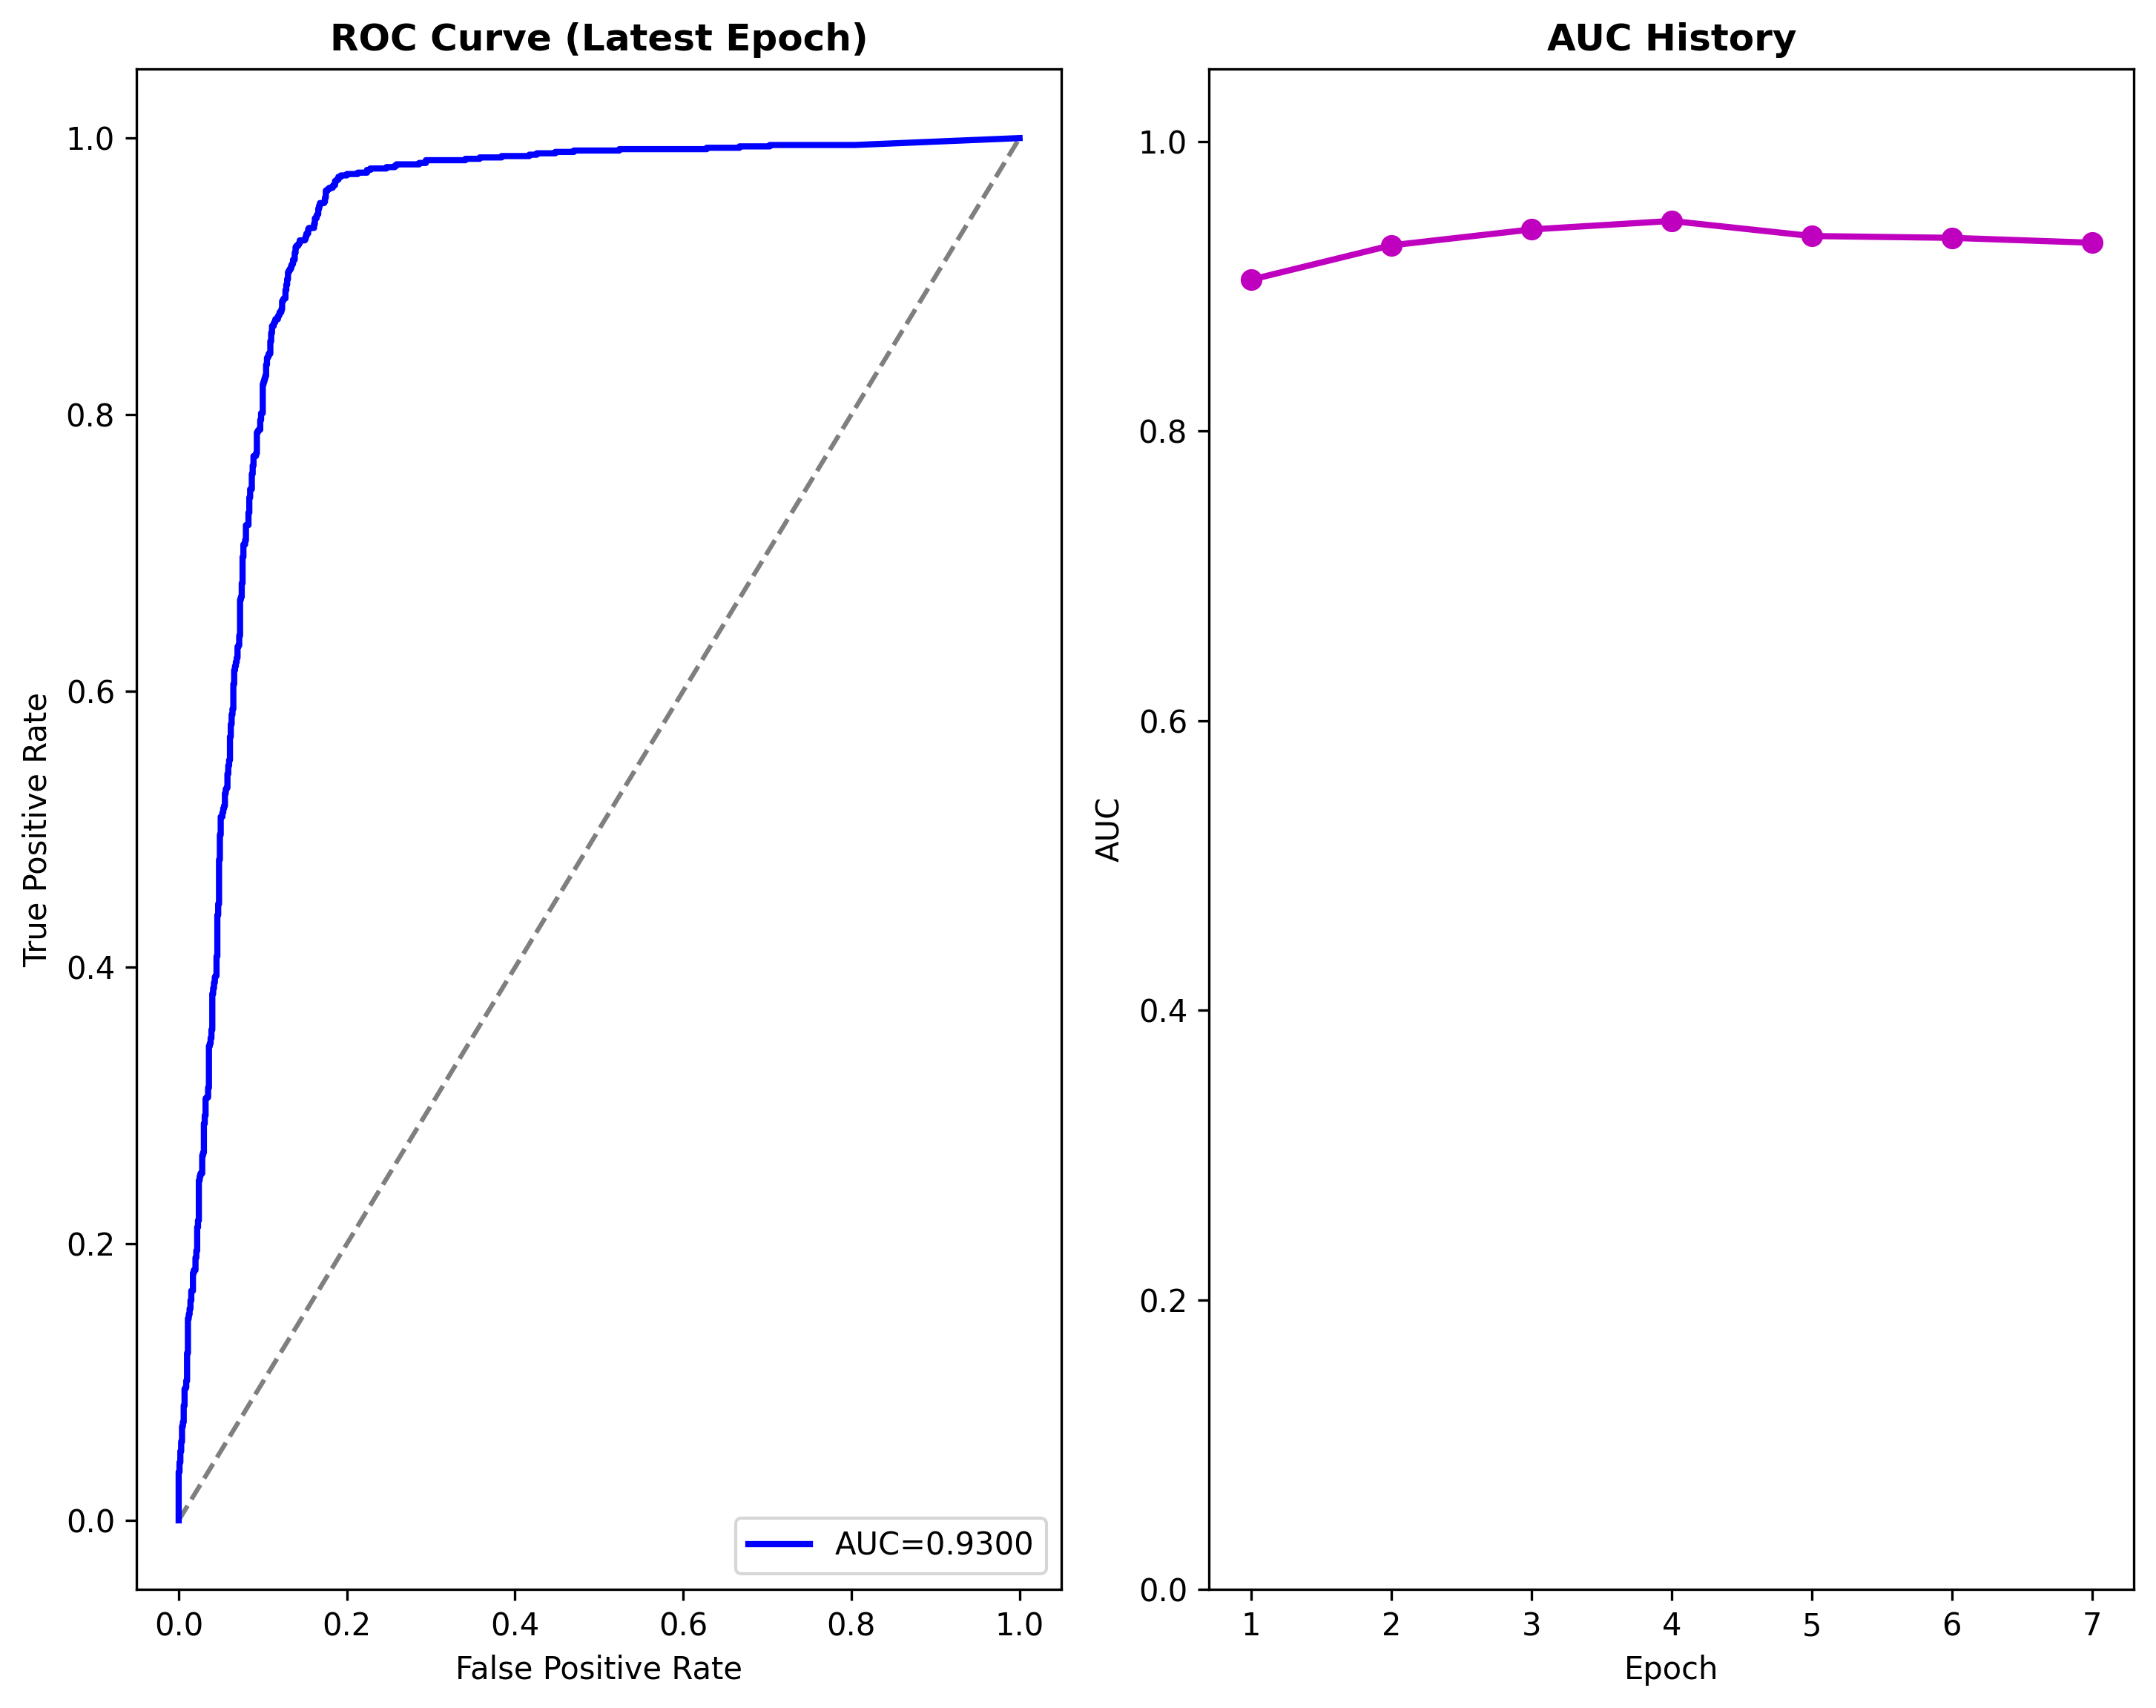 ROC Curve (Latest Epoch)
1.0
0.8
0.6
0.4
0.2
0.0
True Positive Rate
0.0 0.2 0.4 0.6 0.8 1.0
False Positive Rate
AUC=0.9300
AUC History
1.0
0.8
0.6
0.4
0.2
0.0
AUC
1 2 3 4 5 6 7
Epoch